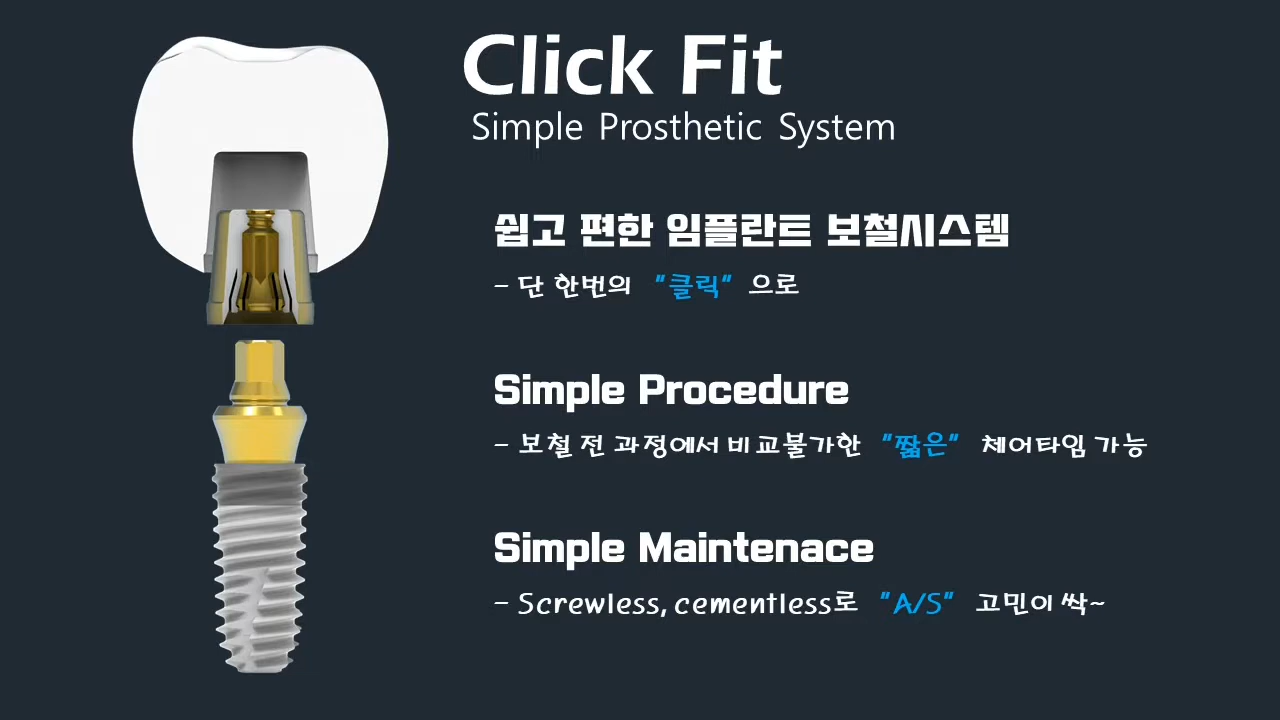 Click Fit
Simple Prosthetic System
쉽고 편한 임플란트 보철시스템
- 단 한번의 "클릭" 으로
Simple Procedure
- 보철 전 과정에서 비교불가한 "짧은" 체어타임 가능
Simple Maintenace
- Screwless, cementless로 "A/S" 고민이 싹~